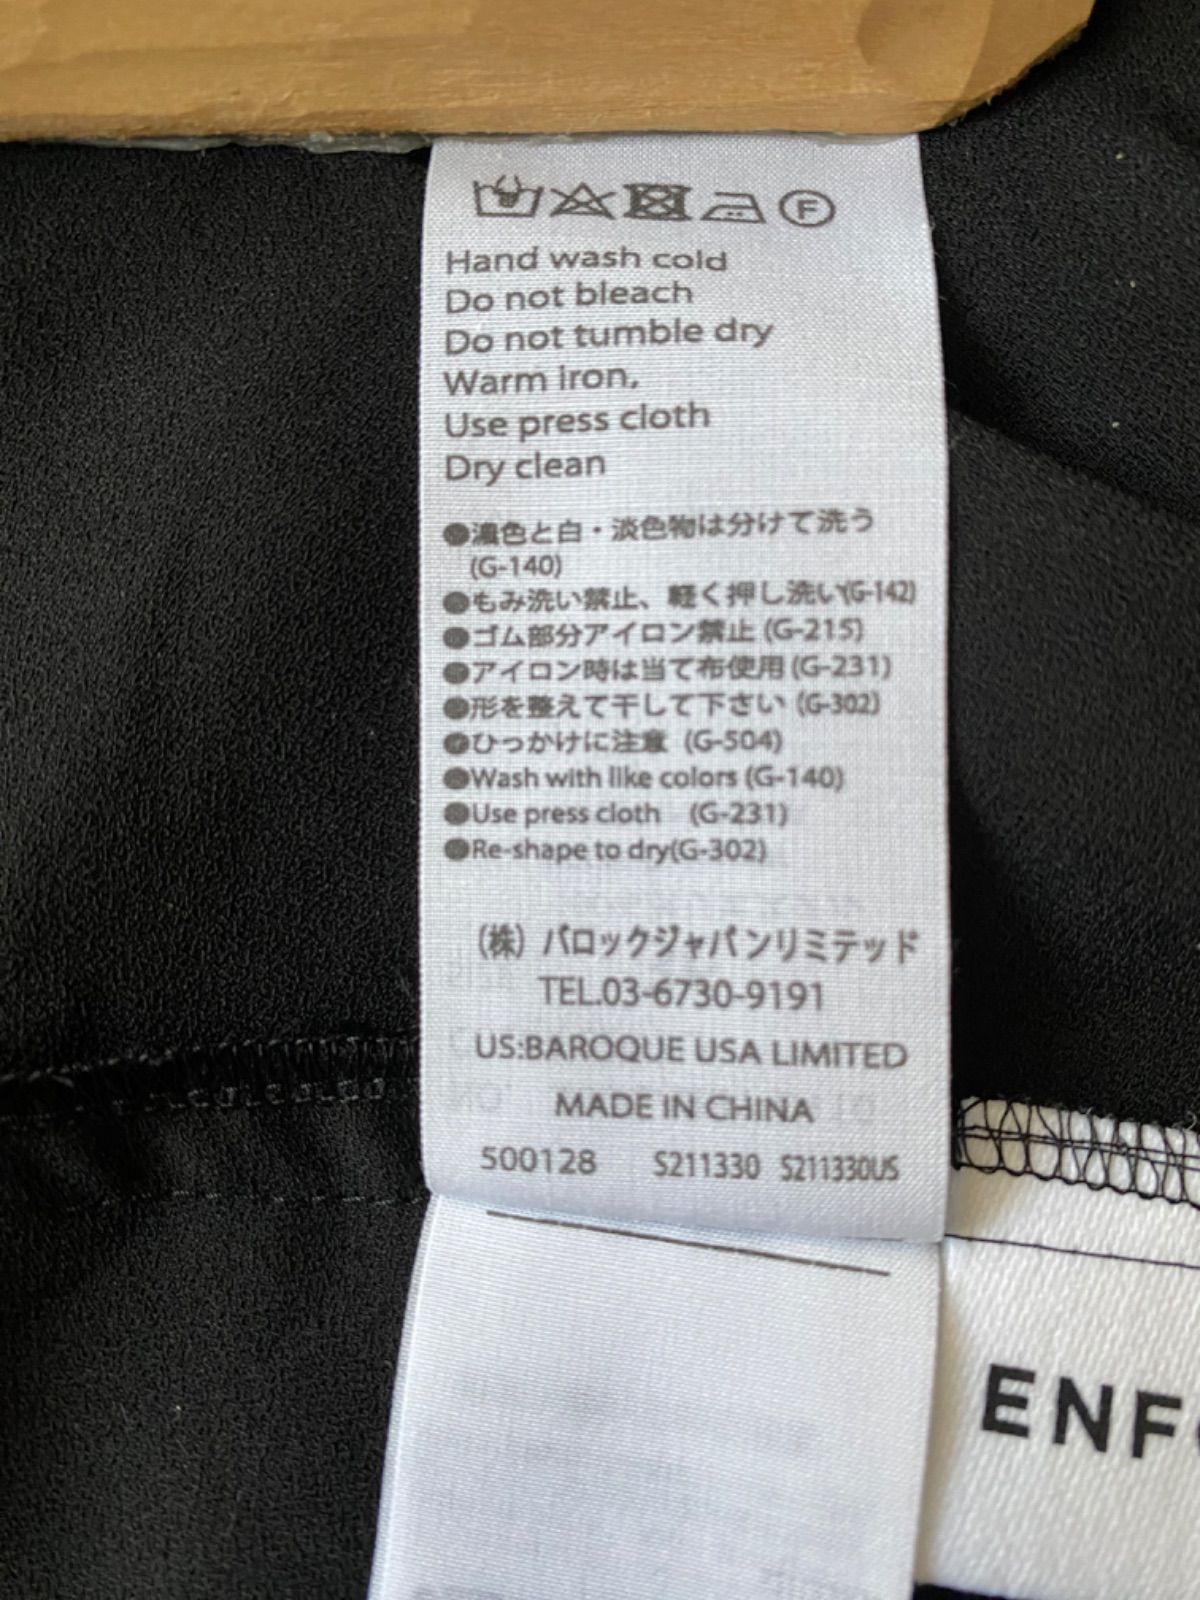 F
Hand wash cold
Do not bleach
Do not tumble dry
Warm iron,
Use press cloth
Dry clean
●濃色と白・淡色物は分けて洗う
(G-140)
●もみ洗い禁止、軽く押し洗い(G-142)
●ゴム部分アイロン禁止 (G-215)
●アイロン時は当て布使用 (G-231)
●形を整えて干して下さい (G-302)
●ひっかけに注意 (G-504)
●Wash with like colors (G-140)
●Use press cloth (G-231)
●Re-shape to dry(G-302)
(株) バロックジャパンリミテッド
TEL.03-6730-9191
US:BAROQUE USA LIMITED
MADE IN CHINA
500128 S211330 S211330US
ENF